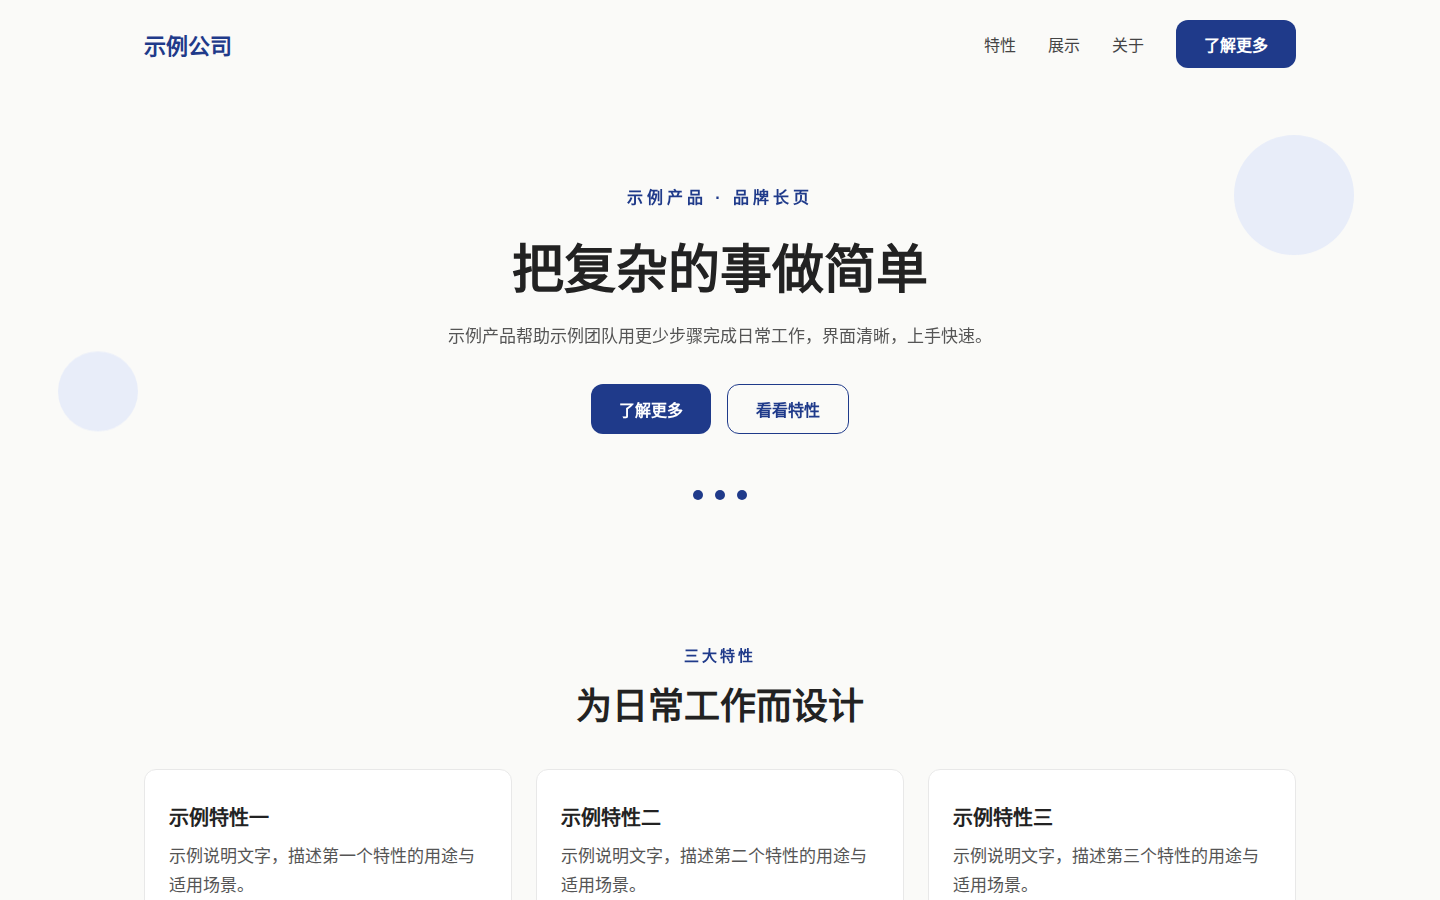 示例公司
特性 展示 关于 了解更多
示例产品 · 品牌长页
把复杂的事做简单
示例产品帮助示例团队用更少步骤完成日常工作，界面清晰，上手快速。
了解更多 看看特性
三大特性
为日常工作而设计
示例特性一
示例说明文字，描述第一个特性的用途与
适用场景。
示例特性二
示例说明文字，描述第二个特性的用途与
适用场景。
示例特性三
示例说明文字，描述第三个特性的用途与
适用场景。